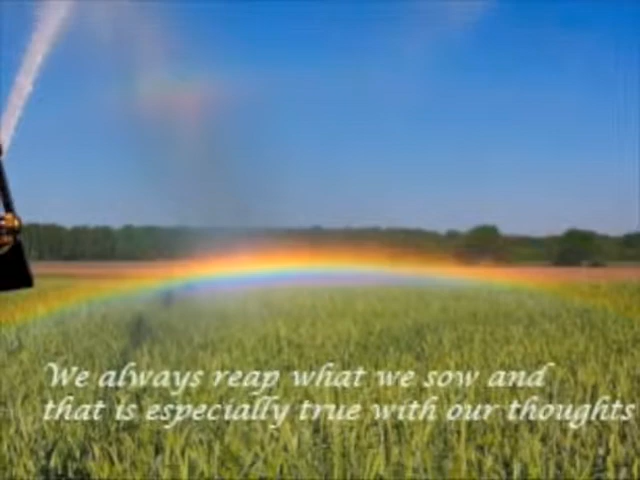 We always reap what we sow and
that is especially true with our thoughts